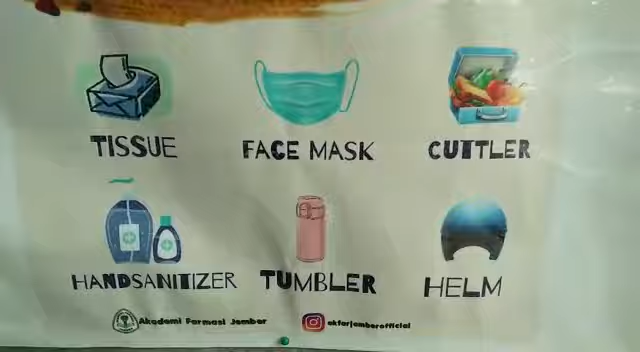 TISSUE
FACE MASK
CUTTLER
HANDSANITIZER
TUMBLER
HELM
Akademi Farmasi Jember
akfarjemberofficial